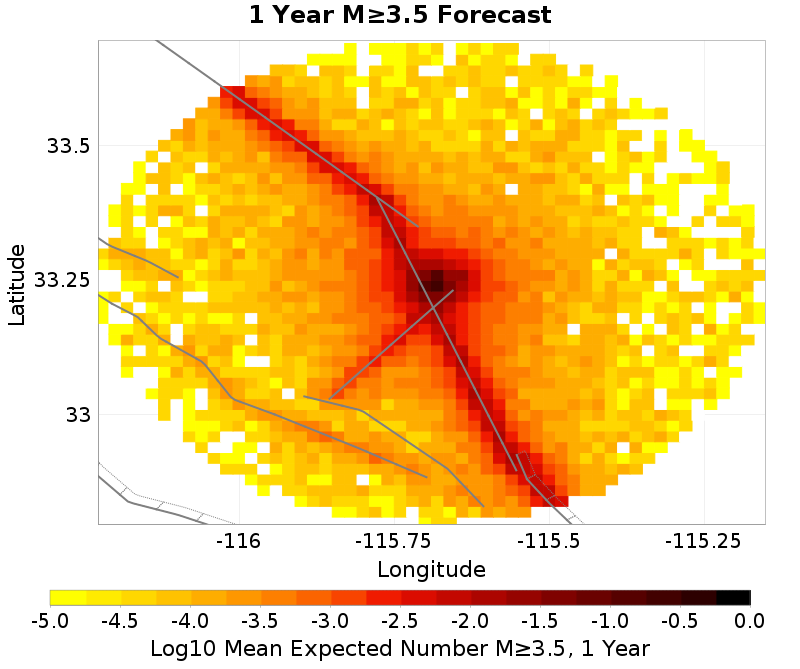 1 Year M≥3.5 Forecast
33.5
33.25
33
Latitude
-116 -115.75 -115.5 -115.25
Longitude
-5.0 -4.5 -4.0 -3.5 -3.0 -2.5 -2.0 -1.5 -1.0 -0.5 0.0
Log10 Mean Expected Number M≥3.5, 1 Year